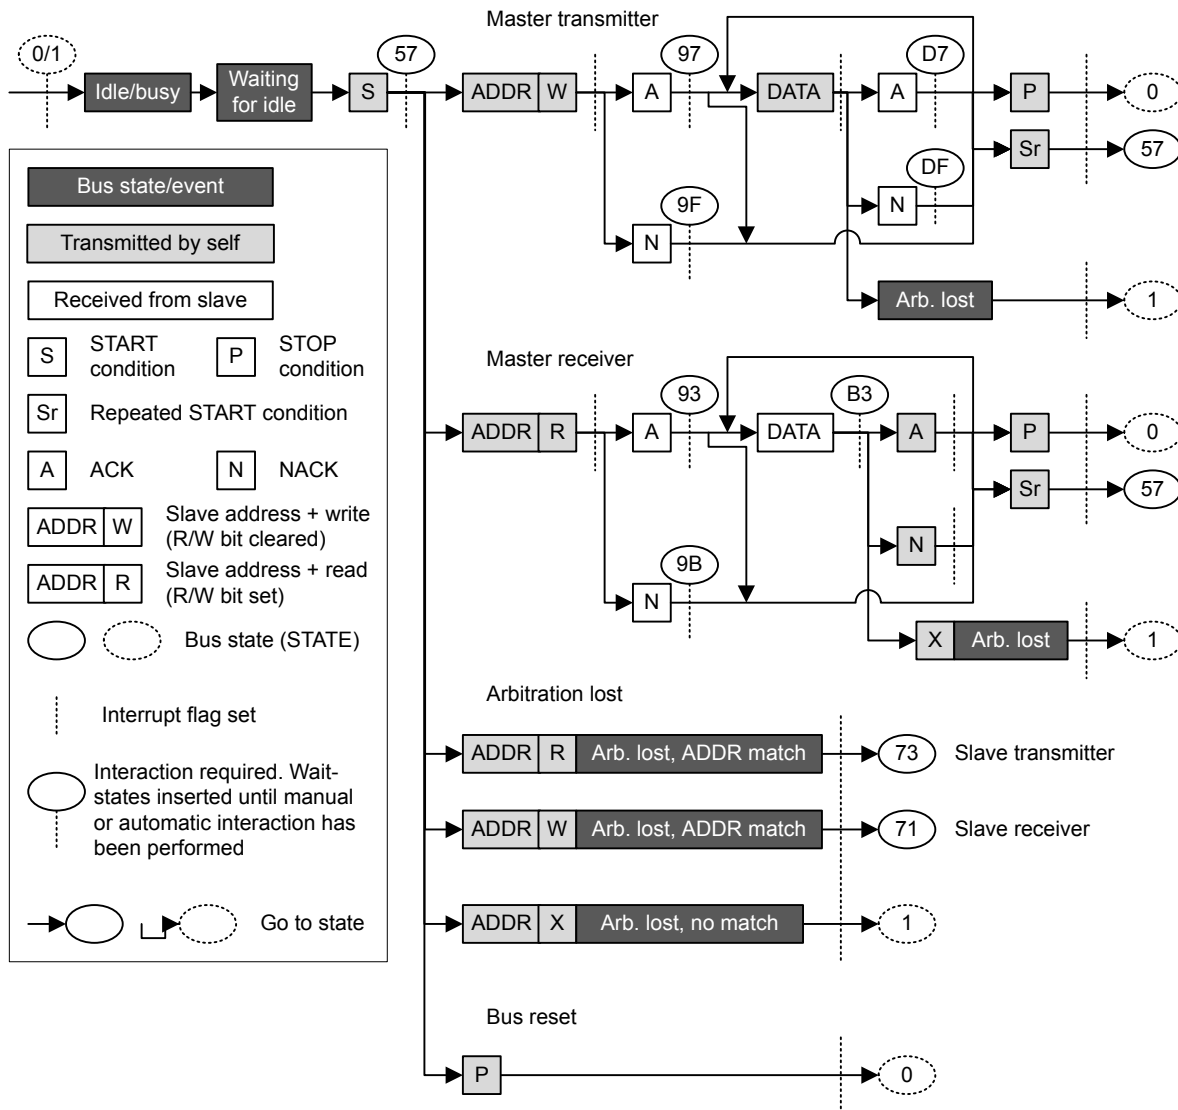 Master transmitter
0/1
57
97
D7
Idle/busy
Waiting
for idle
S
ADDR W
A
DATA
A
P
0
Sr
57
DF
N
9F
N
Arb. lost
1
Bus state/event
Transmitted by self
Received from slave
S
START
condition
P
STOP
condition
Sr
Repeated START condition
A
ACK
N
NACK
ADDR W
Slave address + write
(R/W bit cleared)
ADDR R
Slave address + read
(R/W bit set)
Bus state (STATE)
Interrupt flag set
Interaction required. Wait-
states inserted until manual
or automatic interaction has
been performed
Go to state
Master receiver
93
B3
ADDR R
A
DATA
A
P
0
Sr
57
N
9B
N
X Arb. lost
1
Arbitration lost
ADDR R Arb. lost, ADDR match
73
Slave transmitter
ADDR W Arb. lost, ADDR match
71
Slave receiver
ADDR X Arb. lost, no match
1
Bus reset
P
0